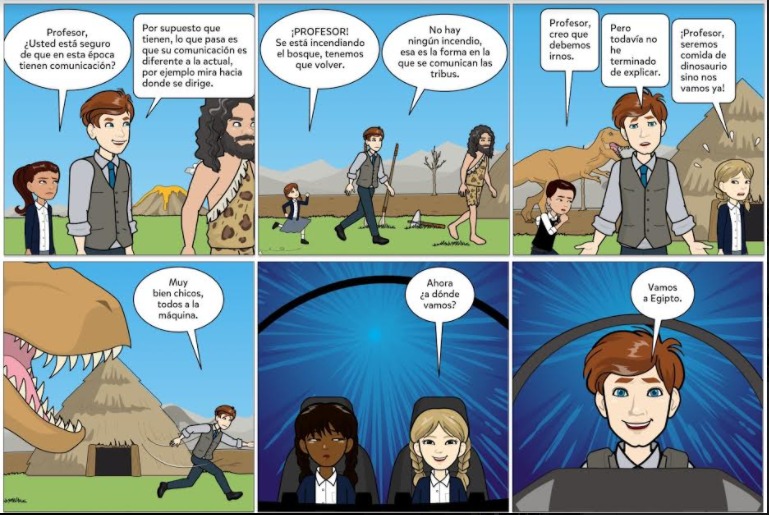 Profesor,
¿Usted está seguro
de que en esta época
tienen comunicación?
Por supuesto que
tienen, lo que pasa es
que su comunicación es
diferente a la actual,
por ejemplo mira hacia
donde se dirige.
¡PROFESOR!
Se está incendiando
el bosque, tenemos
que volver.
No hay
ningún incendio,
esa es la forma en la
que se comunican las
tribus.
Profesor,
creo que
debemos
irnos.
Pero
todavía no
he
terminado
de explicar.
¡Profesor,
seremos
comida de
dinosaurio
sino nos
vamos ya!
Muy
bien chicos,
todos a la
máquina.
Ahora
¿a dónde
vamos?
Vamos
a Egipto.